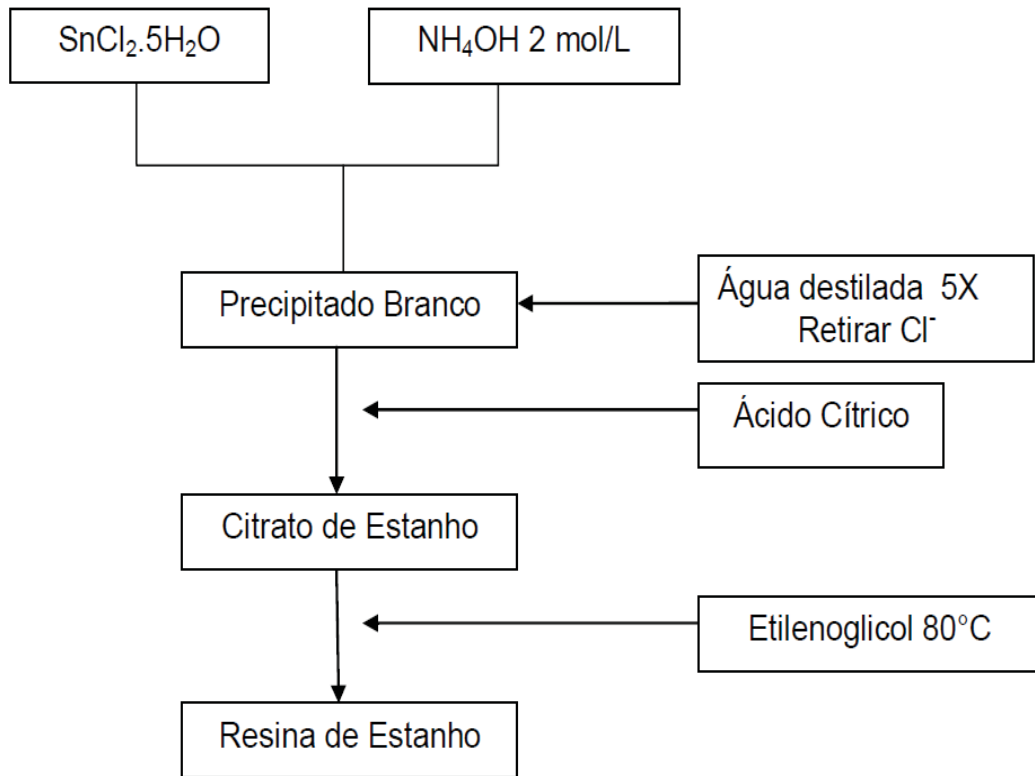 SnCl₂.5H₂O
NH₄OH 2 mol/L
Precipitado Branco
Água destilada 5X
Retirar Cl⁻
Ácido Cítrico
Citrato de Estanho
Etilenoglicol 80°C
Resina de Estanho